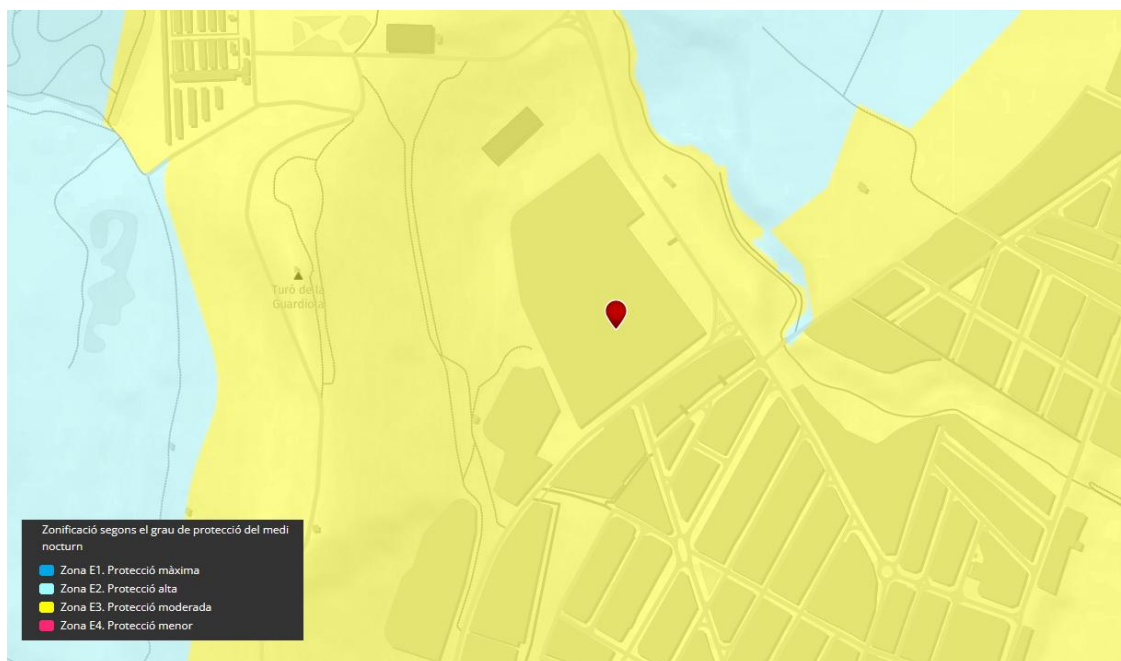 Turó de la
Guardiola
Zonificació segons el grau de protecció del medi
nocturn
Zona E1. Protecció màxima
Zona E2. Protecció alta
Zona E3. Protecció moderada
Zona E4. Protecció menor